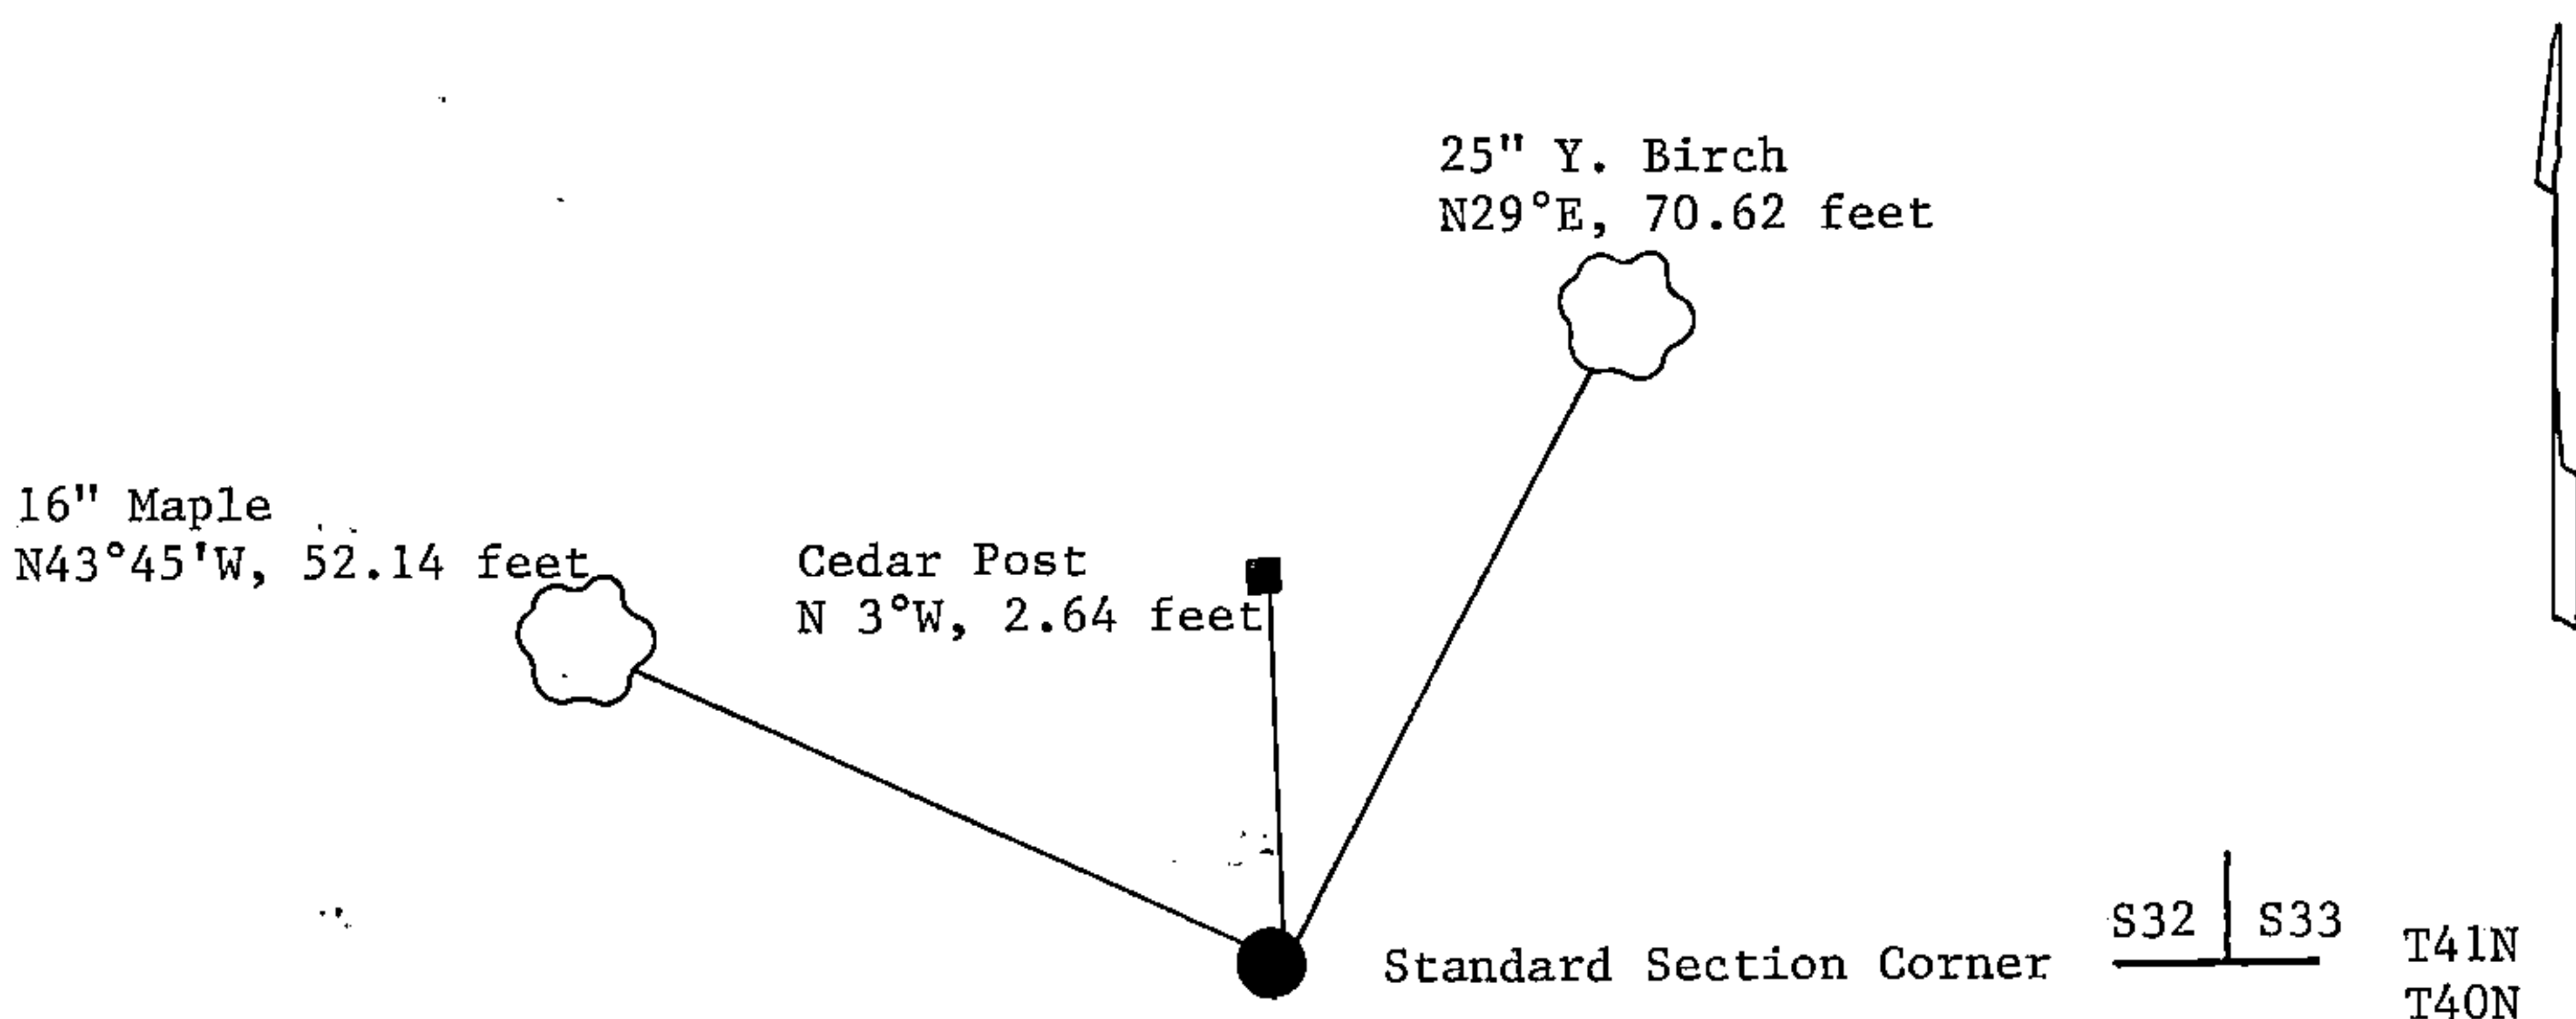 25" Y. Birch
N29°E, 70.62 feet
16" Maple
N43°45'W, 52.14 feet
Cedar Post
N 3°W, 2.64 feet
Standard Section Corner
S32 S33
T41N
T40N